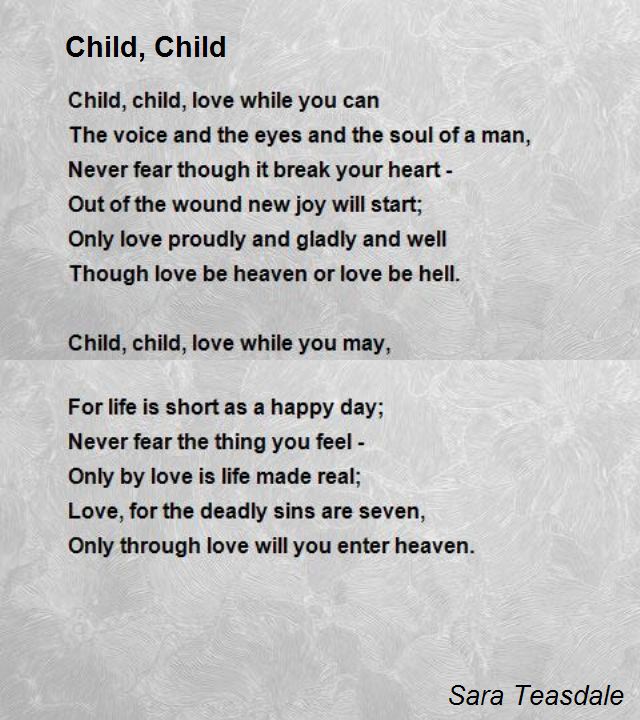 Child, Child
Child, child, love while you can
The voice and the eyes and the soul of a man,
Never fear though it break your heart -
Out of the wound new joy will start;
Only love proudly and gladly and well
Though love be heaven or love be hell.
Child, child, love while you may,
For life is short as a happy day;
Never fear the thing you feel -
Only by love is life made real;
Love, for the deadly sins are seven,
Only through love will you enter heaven.
Sara Teasdale